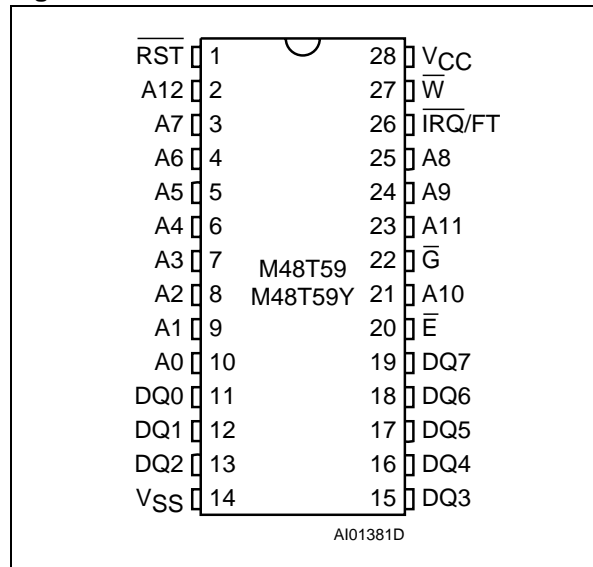 R̅S̅T̅ 1 28 VCC
A12 2 27 W̅
A7 3 26 I̅R̅Q̅/FT
A6 4 25 A8
A5 5 24 A9
A4 6 23 A11
A3 7 22 G̅
A2 8 21 A10
A1 9 20 E̅
A0 10 19 DQ7
DQ0 11 18 DQ6
DQ1 12 17 DQ5
DQ2 13 16 DQ4
VSS 14 15 DQ3
M48T59
M48T59Y
AI01381D